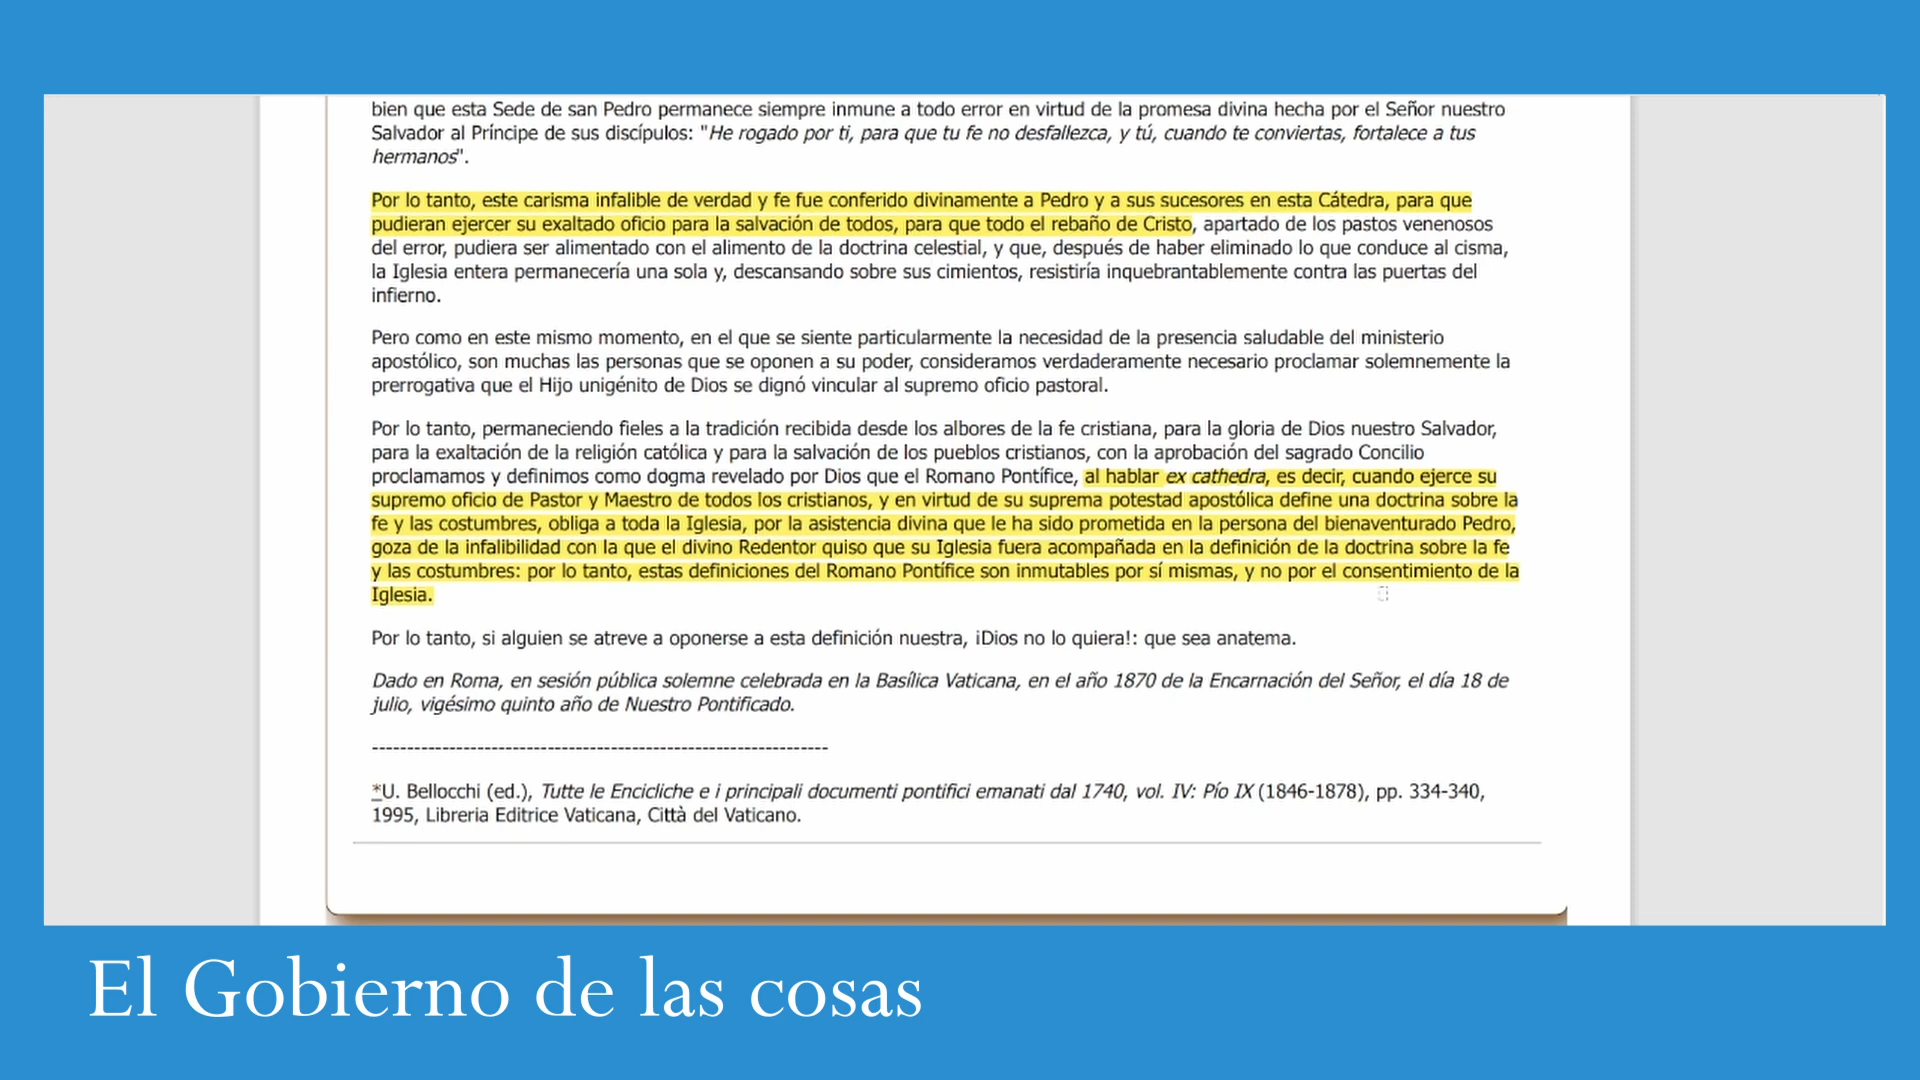 bien que esta Sede de san Pedro permanece siempre inmune a todo error en virtud de la promesa divina hecha por el Señor nuestro
Salvador al Príncipe de sus discípulos: "He rogado por ti, para que tu fe no desfallezca, y tú, cuando te conviertas, fortalece a tus
hermanos".
Por lo tanto, este carisma infalible de verdad y fe fue conferido divinamente a Pedro y a sus sucesores en esta Cátedra, para que
pudieran ejercer su exaltado oficio para la salvación de todos, para que todo el rebaño de Cristo, apartado de los pastos venenosos
del error, pudiera ser alimentado con el alimento de la doctrina celestial, y que, después de haber eliminado lo que conduce al cisma,
la Iglesia entera permanecería una sola y, descansando sobre sus cimientos, resistiría inquebrantablemente contra las puertas del
infierno.
Pero como en este mismo momento, en el que se siente particularmente la necesidad de la presencia saludable del ministerio
apostólico, son muchas las personas que se oponen a su poder, consideramos verdaderamente necesario proclamar solemnemente la
prerrogativa que el Hijo unigénito de Dios se dignó vincular al supremo oficio pastoral.
Por lo tanto, permaneciendo fieles a la tradición recibida desde los albores de la fe cristiana, para la gloria de Dios nuestro Salvador,
para la exaltación de la religión católica y para la salvación de los pueblos cristianos, con la aprobación del sagrado Concilio
proclamamos y definimos como dogma revelado por Dios que el Romano Pontífice, al hablar ex cathedra, es decir, cuando ejerce su
supremo oficio de Pastor y Maestro de todos los cristianos, y en virtud de su suprema potestad apostólica define una doctrina sobre la
fe y las costumbres, obliga a toda la Iglesia, por la asistencia divina que le ha sido prometida en la persona del bienaventurado Pedro,
goza de la infalibilidad con la que el divino Redentor quiso que su Iglesia fuera acompañada en la definición de la doctrina sobre la fe
y las costumbres: por lo tanto, estas definiciones del Romano Pontífice son inmutables por sí mismas, y no por el consentimiento de la
Iglesia.
Por lo tanto, si alguien se atreve a oponerse a esta definición nuestra, ¡Dios no lo quiera!: que sea anatema.
Dado en Roma, en sesión pública solemne celebrada en la Basílica Vaticana, en el año 1870 de la Encarnación del Señor, el día 18 de
julio, vigésimo quinto año de Nuestro Pontificado.
-----------------------------------------------------------------
*U. Bellocchi (ed.), Tutte le Encicliche e i principali documenti pontifici emanati dal 1740, vol. IV: Pío IX (1846-1878), pp. 334-340,
1995, Libreria Editrice Vaticana, Città del Vaticano.
El Gobierno de las cosas